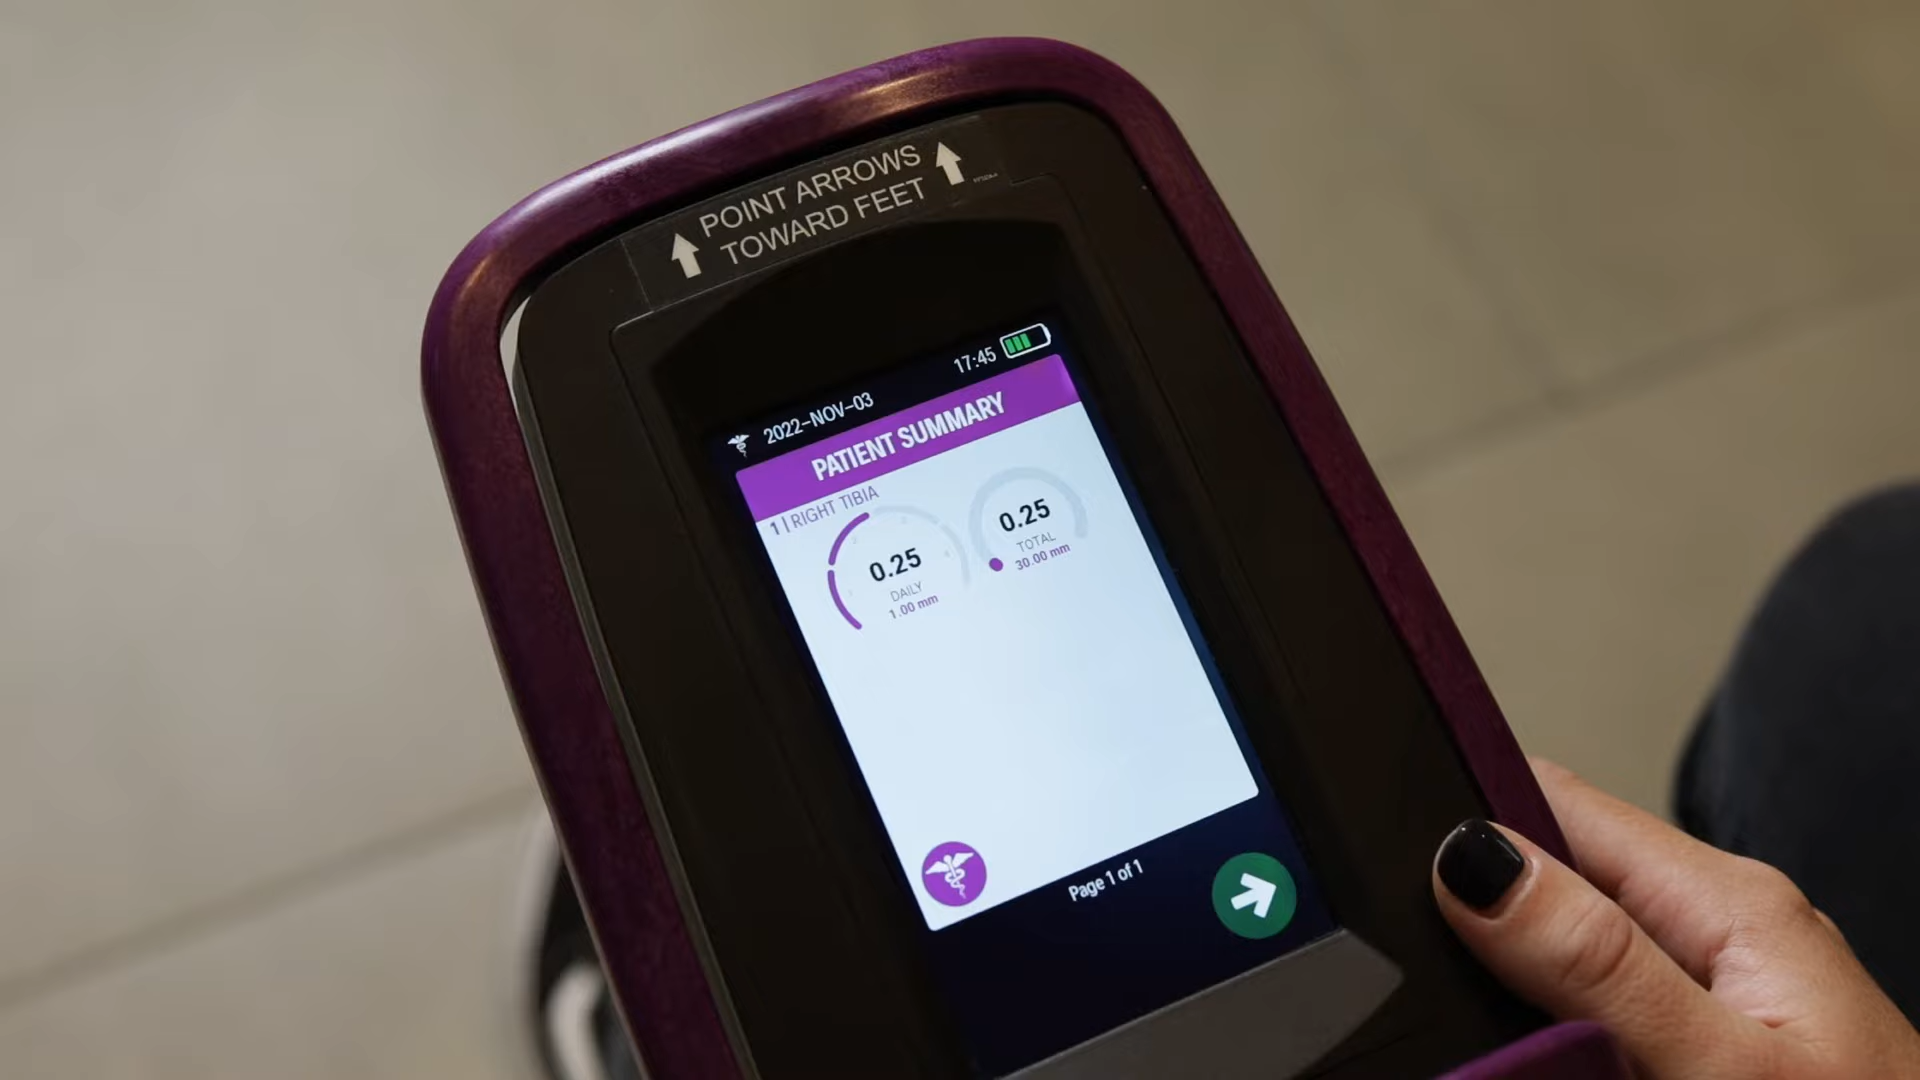 POINT ARROWS
TOWARD FEET
2022-NOV-03
17:45
PATIENT SUMMARY
1 | RIGHT TIBIA
0.25
DAILY
1.00 mm
0.25
TOTAL
30.00 mm
Page 1 of 1